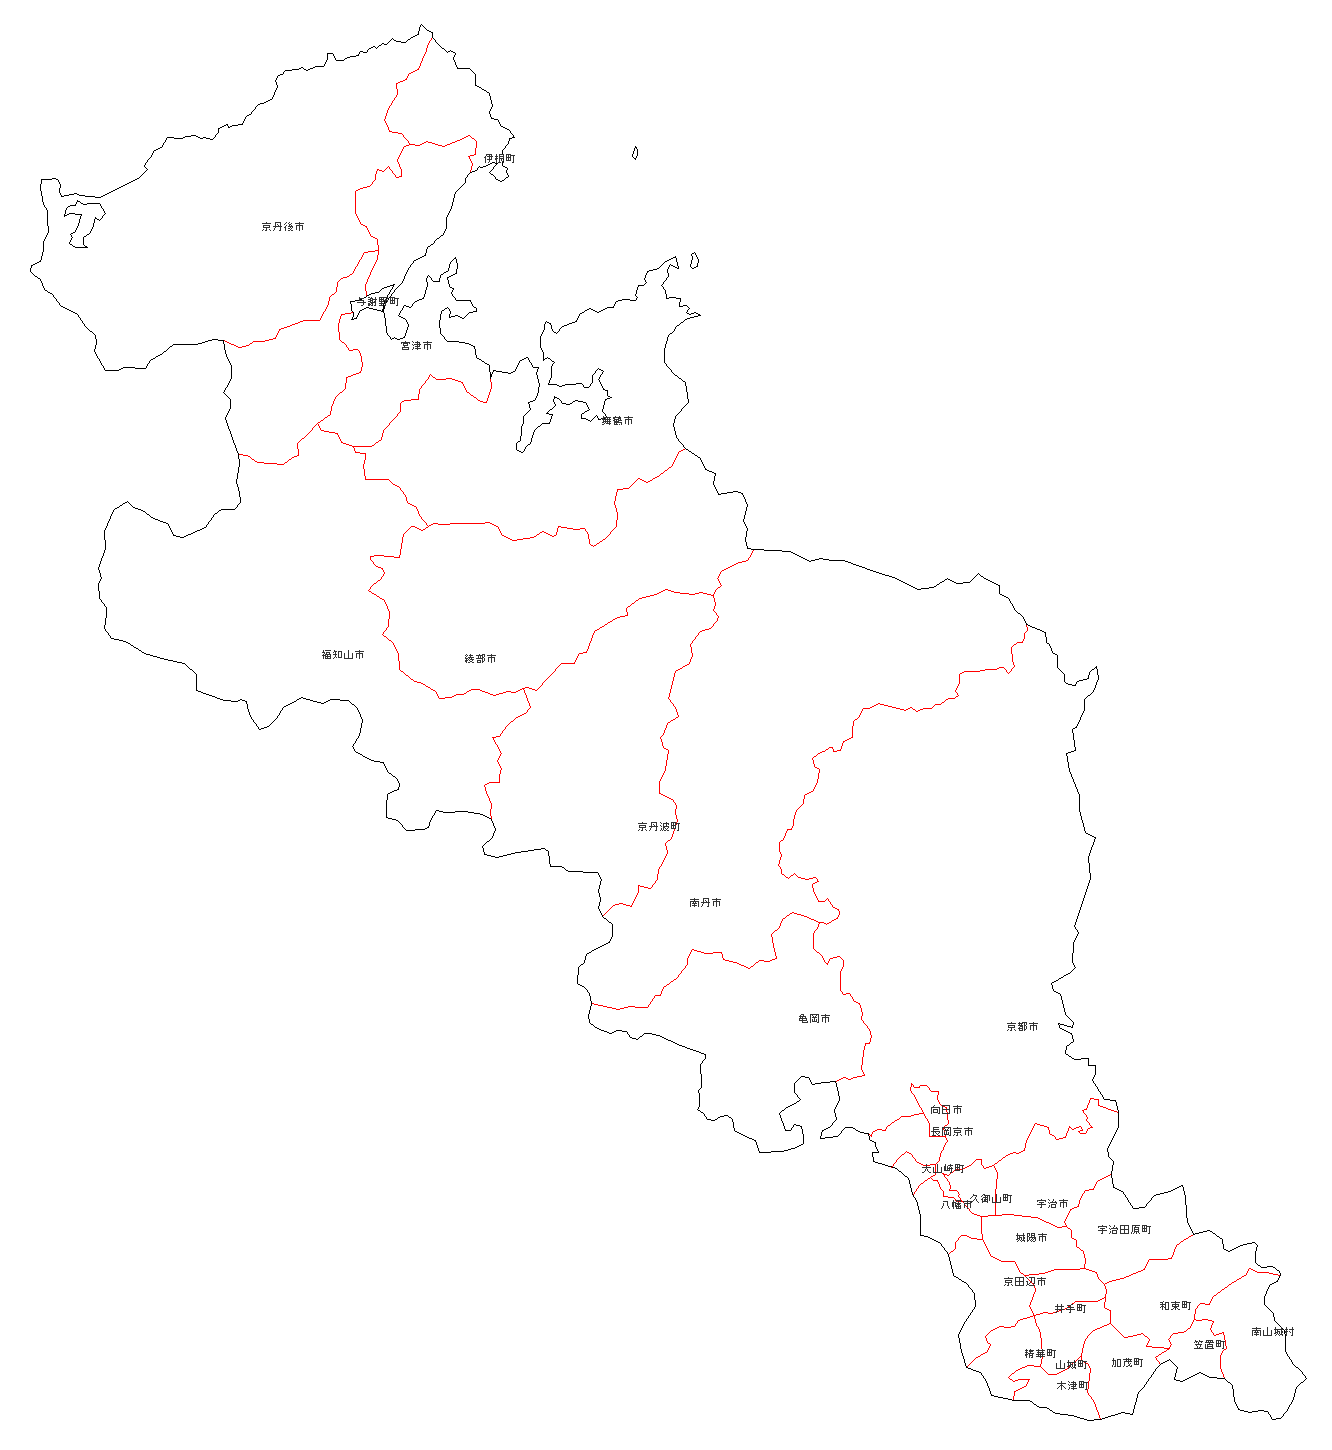 伊根町
京丹後市
与謝野町
宮津市
舞鶴市
福知山市
綾部市
京丹波町
南丹市
亀岡市
京都市
向日市
長岡京市
大山崎町
久御山町
八幡市
宇治市
宇治田原町
城陽市
京田辺市
井手町
和束町
南山城村
笠置町
精華町
山城町
加茂町
木津町